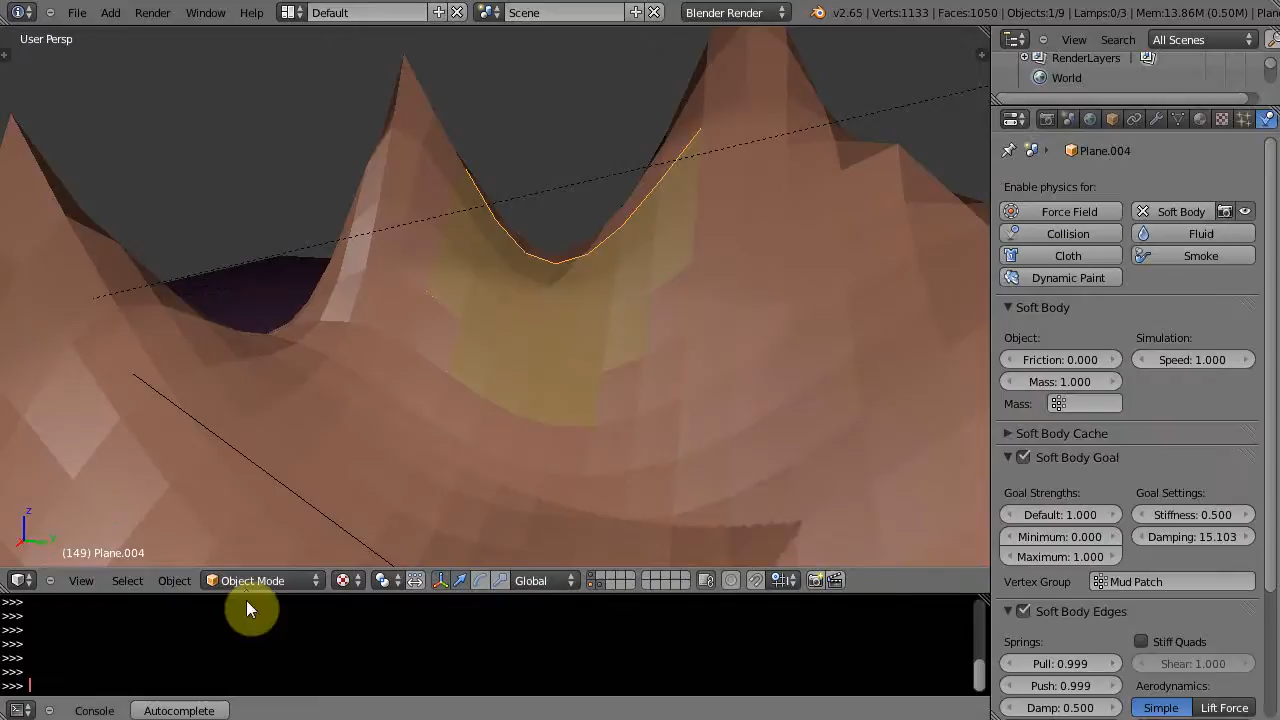 File Add Render Window Help Default Scene Blender Render v2.65 | Verts:1133 | Faces:1050 | Objects:1/9 | Lamps:0/3 | Mem:13.86M (0.50M) |
User Persp
View Search All Scenes
RenderLayers
World
Plane.004
Enable physics for:
Force Field Soft Body
Collision Fluid
Cloth Smoke
Dynamic Paint
Soft Body
Object: Simulation:
Friction: 0.000 Speed: 1.000
Mass: 1.000
Mass:
Soft Body Cache
Soft Body Goal
Goal Strengths: Goal Settings:
Default: 1.000 Stiffness: 0.500
Minimum: 0.000 Damping: 15.103
Maximum: 1.000
Vertex Group Mud Patch
Soft Body Edges
Springs: Stiff Quads
Pull: 0.999 Shear: 1.000
Push: 0.999 Aerodynamics:
Damp: 0.500 Simple Lift Force
z
y
(149) Plane.004
View Select Object Object Mode Global
>>>
>>>
>>>
>>>
>>>
>>>
>>>
Console Autocomplete